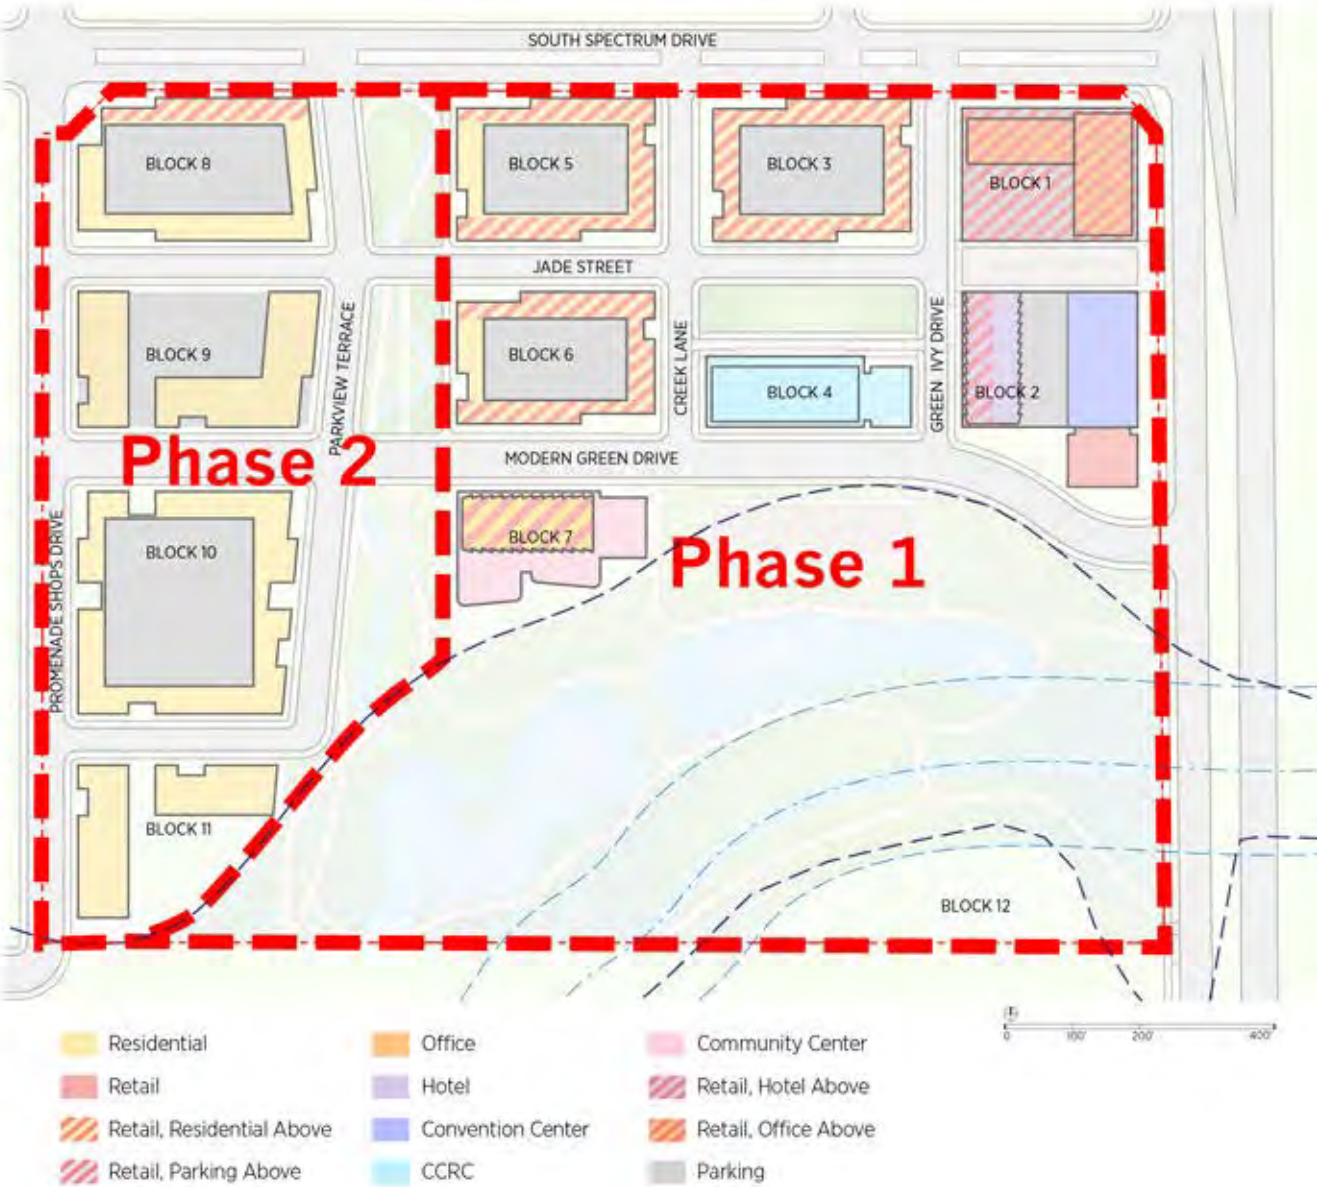 SOUTH SPECTRUM DRIVE
BLOCK 8
BLOCK 5
BLOCK 3
BLOCK 1
JADE STREET
BLOCK 9
PARKVIEW TERRACE
BLOCK 6
CREEK LANE
BLOCK 4
GREEN IVY DRIVE
BLOCK 2
Phase 2
MODERN GREEN DRIVE
PROMENADE SHOPS DRIVE
BLOCK 10
BLOCK 7
Phase 1
BLOCK 11
BLOCK 12
0 100' 200' 400'
Residential
Office
Community Center
Retail
Hotel
Retail, Hotel Above
Retail, Residential Above
Convention Center
Retail, Office Above
Retail, Parking Above
CCRC
Parking